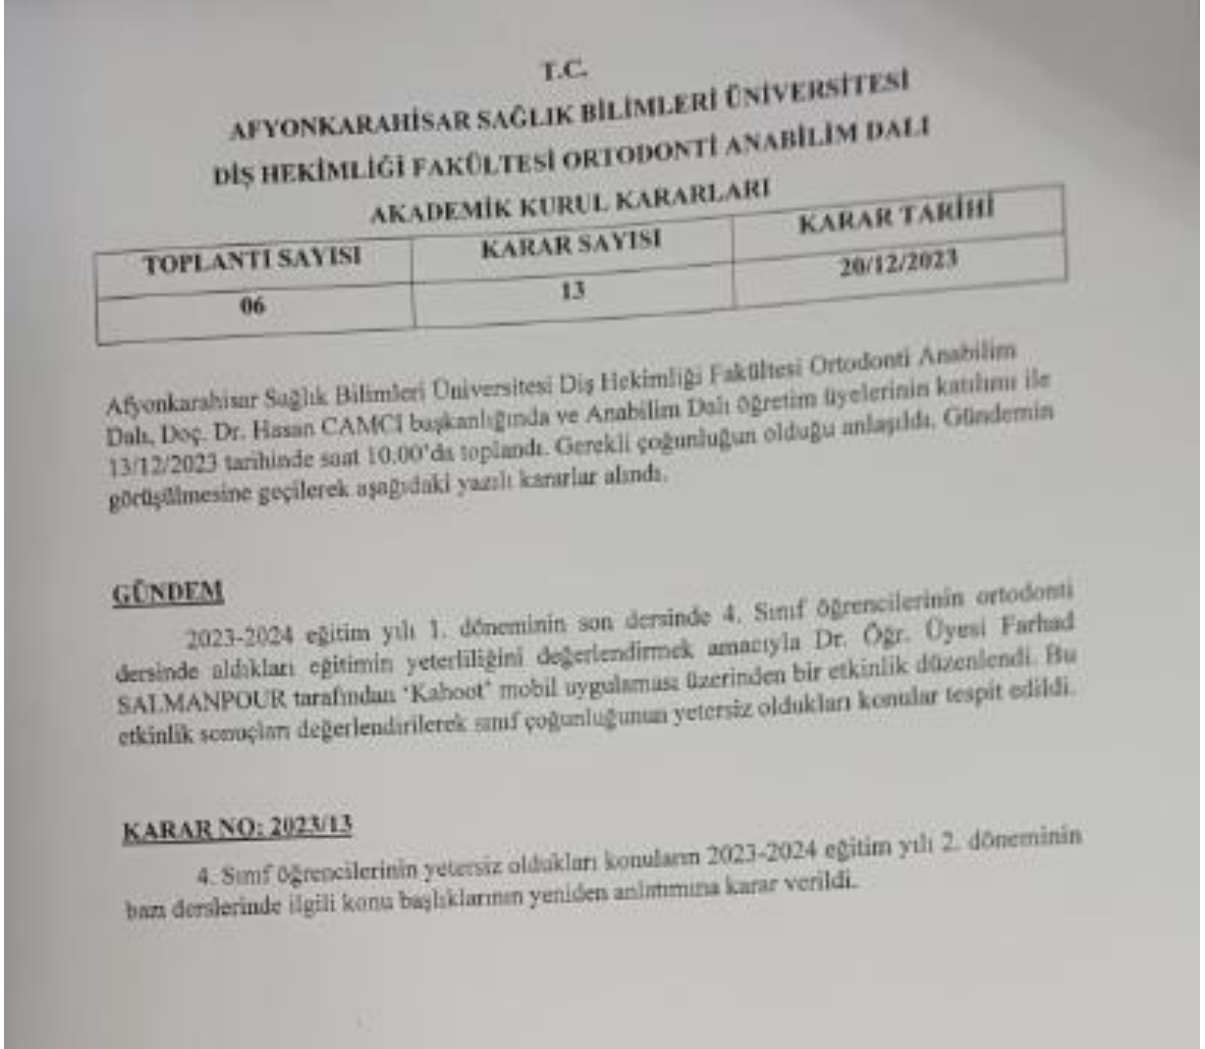 T.C.
AFYONKARAHİSAR SAĞLIK BİLİMLERİ ÜNİVERSİTESİ
DİŞ HEKİMLİĞİ FAKÜLTESİ ORTODONTİ ANABİLİM DALI
AKADEMİK KURUL KARARLARI
TOPLANTI SAYISI KARAR SAYISI KARAR TARİHİ
06 13 20/12/2023
Afyonkarahisar Sağlık Bilimleri Üniversitesi Diş Hekimliği Fakültesi Ortodonti Anabilim
Dalı, Doç. Dr. Hasan CAMCI başkanlığında ve Anabilim Dalı öğretim üyelerinin katılımı ile
13/12/2023 tarihinde saat 10.00'da toplandı. Gerekli çoğunluğun olduğu anlaşıldı. Gündemin
görüşülmesine geçilerek aşağıdaki yazılı kararlar alındı.
GÜNDEM
2023-2024 eğitim yılı 1. döneminin son dersinde 4. Sınıf öğrencilerinin ortodonti
dersinde aldıkları eğitimin yeterliliğini değerlendirmek amacıyla Dr. Öğr. Üyesi Farhad
SALMANPOUR tarafından 'Kahoot' mobil uygulaması üzerinden bir etkinlik düzenlendi. Bu
etkinlik sonuçları değerlendirilerek sınıf çoğunluğunun yetersiz oldukları konular tespit edildi.
KARAR NO: 2023/13
4. Sınıf öğrencilerinin yetersiz oldukları konuların 2023-2024 eğitim yılı 2. döneminin
bazı derslerinde ilgili konu başlıklarının yeniden anlatımına karar verildi.